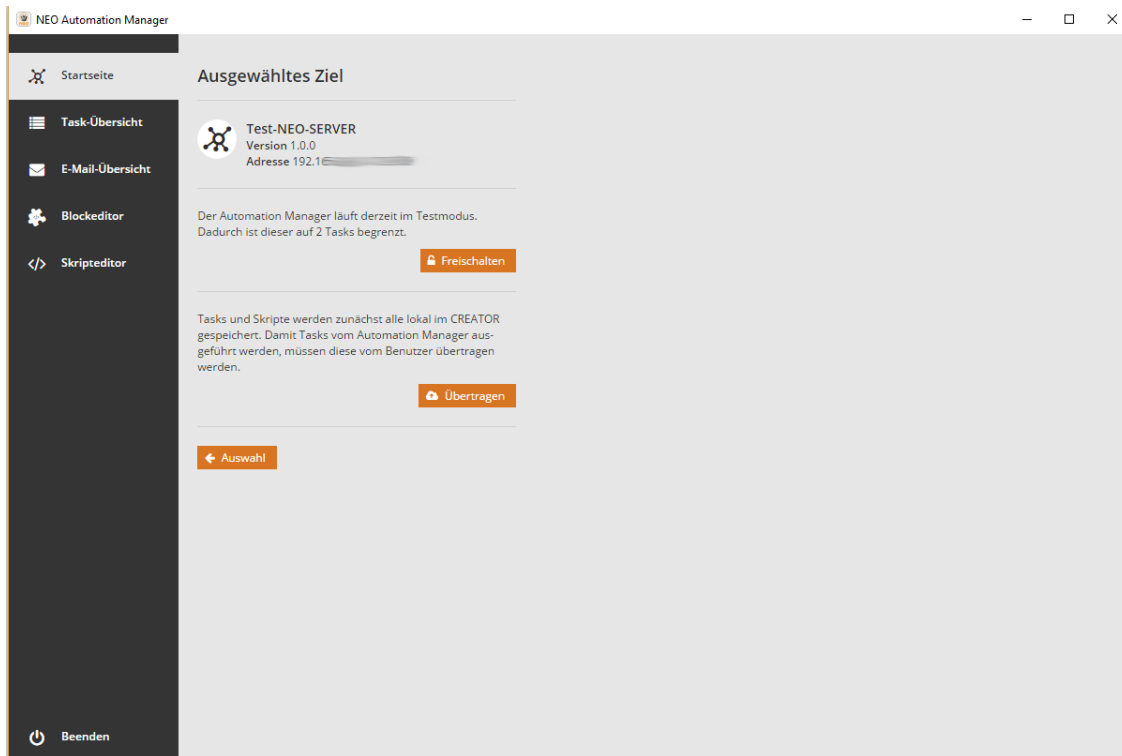 NEO Automation Manager
Startseite
Task-Übersicht
E-Mail-Übersicht
Blockeditor
Skripteditor
Beenden
Ausgewähltes Ziel
Test-NEO-SERVER
Version 1.0.0
Adresse 192.1
Der Automation Manager läuft derzeit im Testmodus.
Dadurch ist dieser auf 2 Tasks begrenzt.
Freischalten
Tasks und Skripte werden zunächst alle lokal im CREATOR
gespeichert. Damit Tasks vom Automation Manager aus-
geführt werden, müssen diese vom Benutzer übertragen
werden.
Übertragen
Auswahl